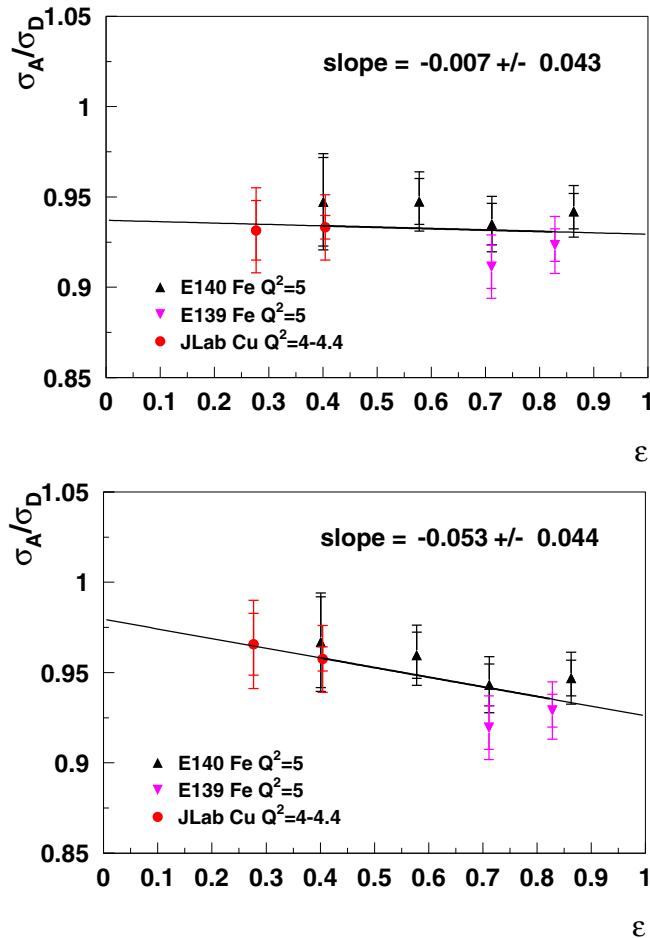 σA/σD
1.05
slope = -0.007 +/- 0.043
1
0.95
0.9
E140 Fe Q²=5
E139 Fe Q²=5
JLab Cu Q²=4-4.4
0.85
0 0.1 0.2 0.3 0.4 0.5 0.6 0.7 0.8 0.9 1
ε
σA/σD
1.05
slope = -0.053 +/- 0.044
1
0.95
0.9
E140 Fe Q²=5
E139 Fe Q²=5
JLab Cu Q²=4-4.4
0.85
0 0.1 0.2 0.3 0.4 0.5 0.6 0.7 0.8 0.9 1
ε